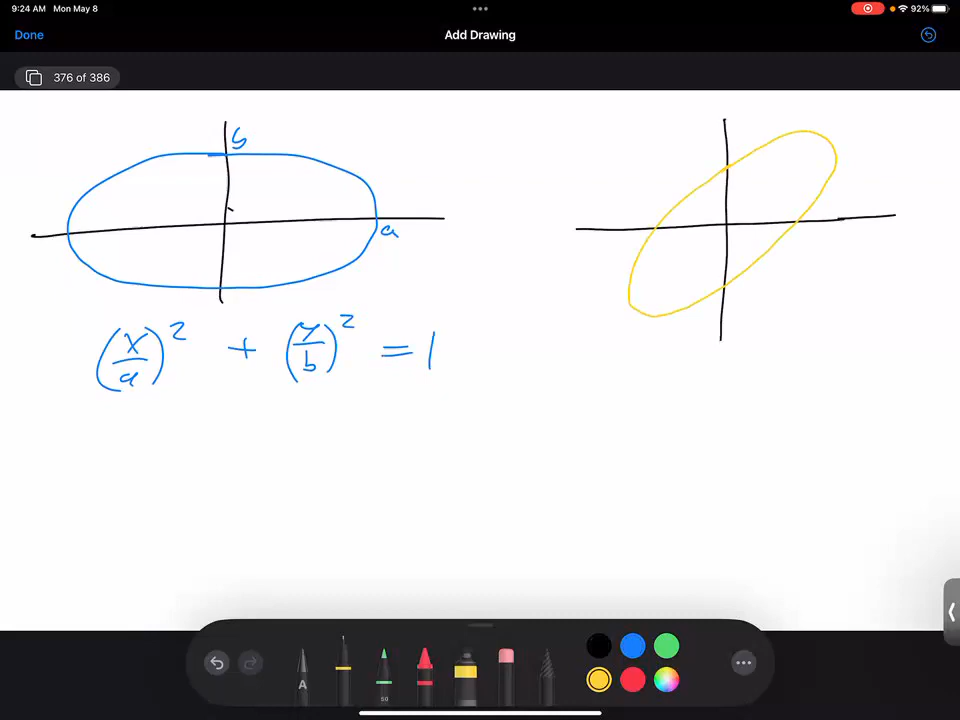 9:24 AM Mon May 8
92%
Done
Add Drawing
376 of 386
b
a
(x/a)² + (y/b)² = 1
A
50